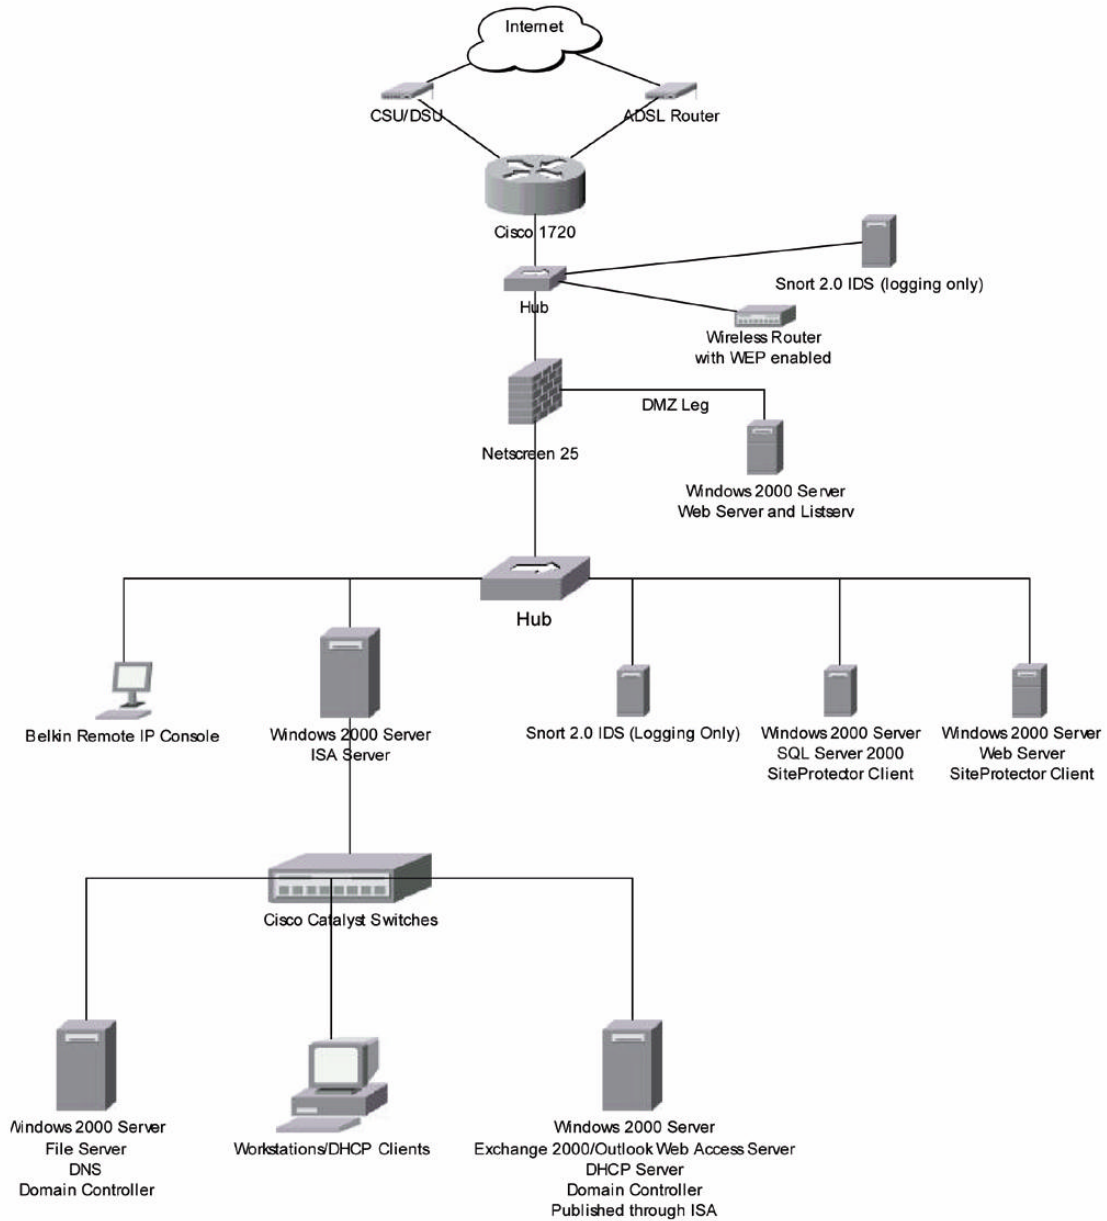 Internet
CSU/DSU
ADSL Router
Cisco 1720
Snort 2.0 IDS (logging only)
Hub
Wireless Router
with WEP enabled
DMZ Leg
Netscreen 25
Windows 2000 Server
Web Server and Listserv
Hub
Belkin Remote IP Console
Windows 2000 Server
ISA Server
Snort 2.0 IDS (Logging Only)
Windows 2000 Server
SQL Server 2000
SiteProtector Client
Windows 2000 Server
Web Server
SiteProtector Client
Cisco Catalyst Switches
Windows 2000 Server
File Server
DNS
Domain Controller
Workstations/DHCP Clients
Windows 2000 Server
Exchange 2000/Outlook Web Access Server
DHCP Server
Domain Controller
Published through ISA